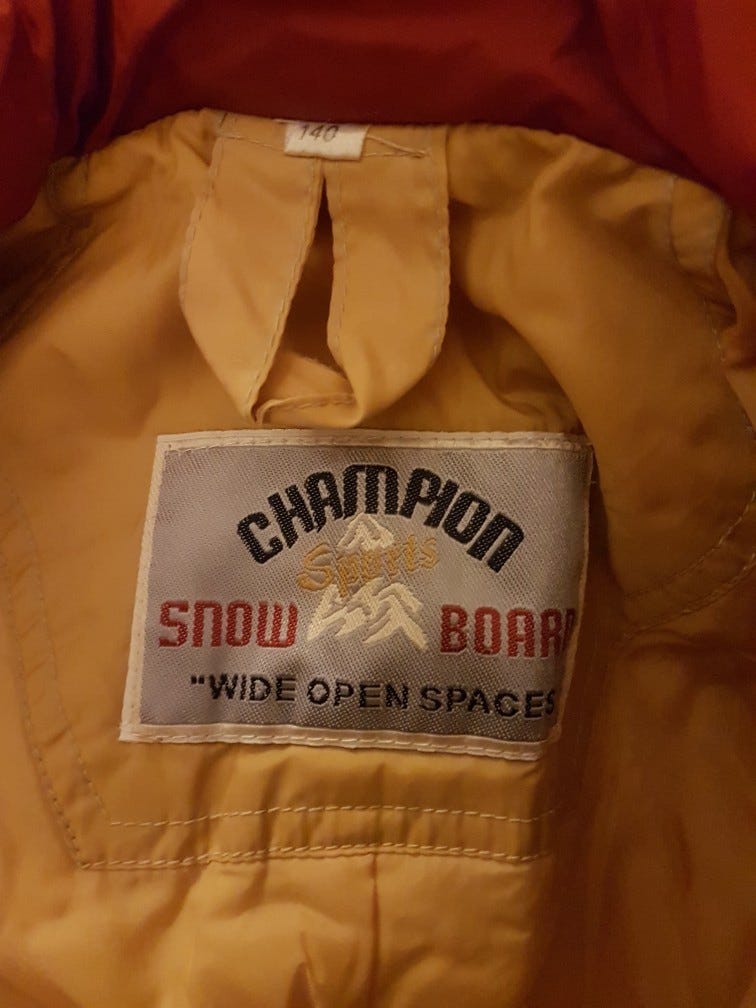 140
CHAMPION
Sports
SNOW BOARD
"WIDE OPEN SPACES